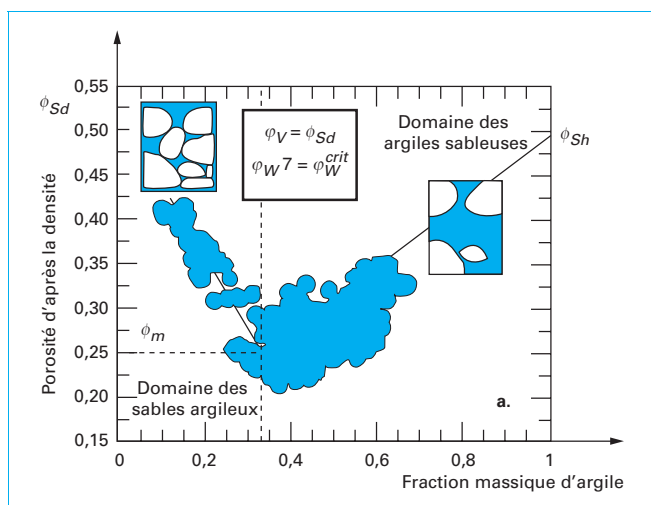 0,55
0,50
0,45
0,40
0,35
0,30
0,25
0,20
0,15
Porosité d'après la densité
ϕSd
ϕm
φV = ϕSd
φW 7 = φW^crit
Domaine des
argiles sableuses
ϕSh
Domaine des
sables argileux
a.
0
0,2
0,4
0,6
0,8
1
Fraction massique d'argile